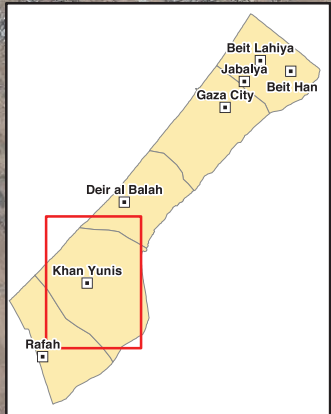 Beit Lahiya
Jabalya
Beit Han
Gaza City
Deir al Balah
Khan Yunis
Rafah